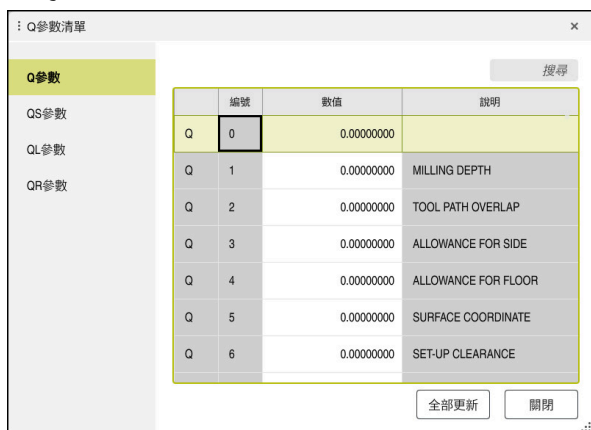 Q參數清單 ×
搜尋
Q參數
QS參數
QL參數
QR參數
編號 數值 說明
Q 0 0.00000000
Q 1 0.00000000 MILLING DEPTH
Q 2 0.00000000 TOOL PATH OVERLAP
Q 3 0.00000000 ALLOWANCE FOR SIDE
Q 4 0.00000000 ALLOWANCE FOR FLOOR
Q 5 0.00000000 SURFACE COORDINATE
Q 6 0.00000000 SET-UP CLEARANCE
全部更新 關閉